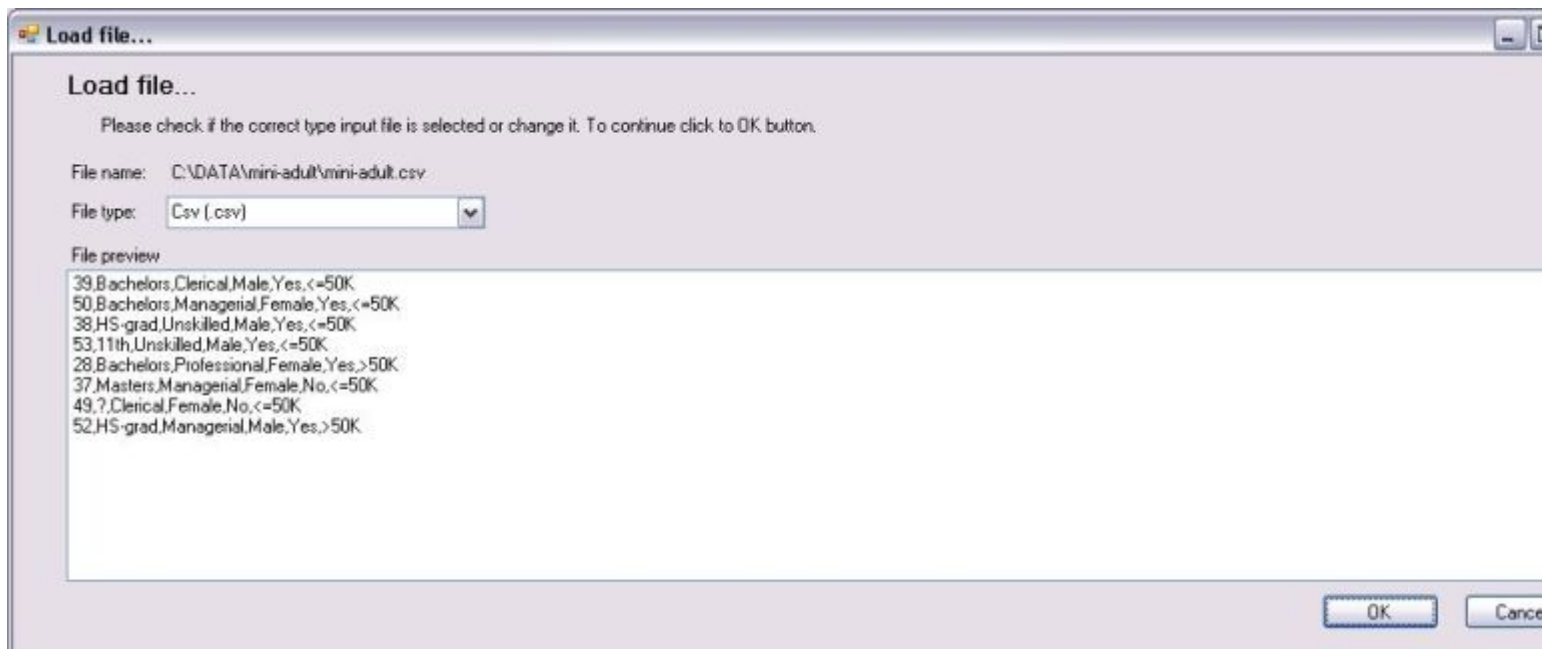 Load file...
Load file...
Please check if the correct type input file is selected or change it. To continue click to OK button.
File name: C:\DATA\mini-adult\mini-adult.csv
File type: Csv (.csv)
File preview
39,Bachelors,Clerical,Male,Yes,<=50K
50,Bachelors,Managerial,Female,Yes,<=50K
38,HS-grad,Unskilled,Male,Yes,<=50K
53,11th,Unskilled,Male,Yes,<=50K
28,Bachelors,Professional,Female,Yes,>50K
37,Masters,Managerial,Female,No,<=50K
49,?,Clerical,Female,No,<=50K
52,HS-grad,Managerial,Male,Yes,>50K
OK Cance